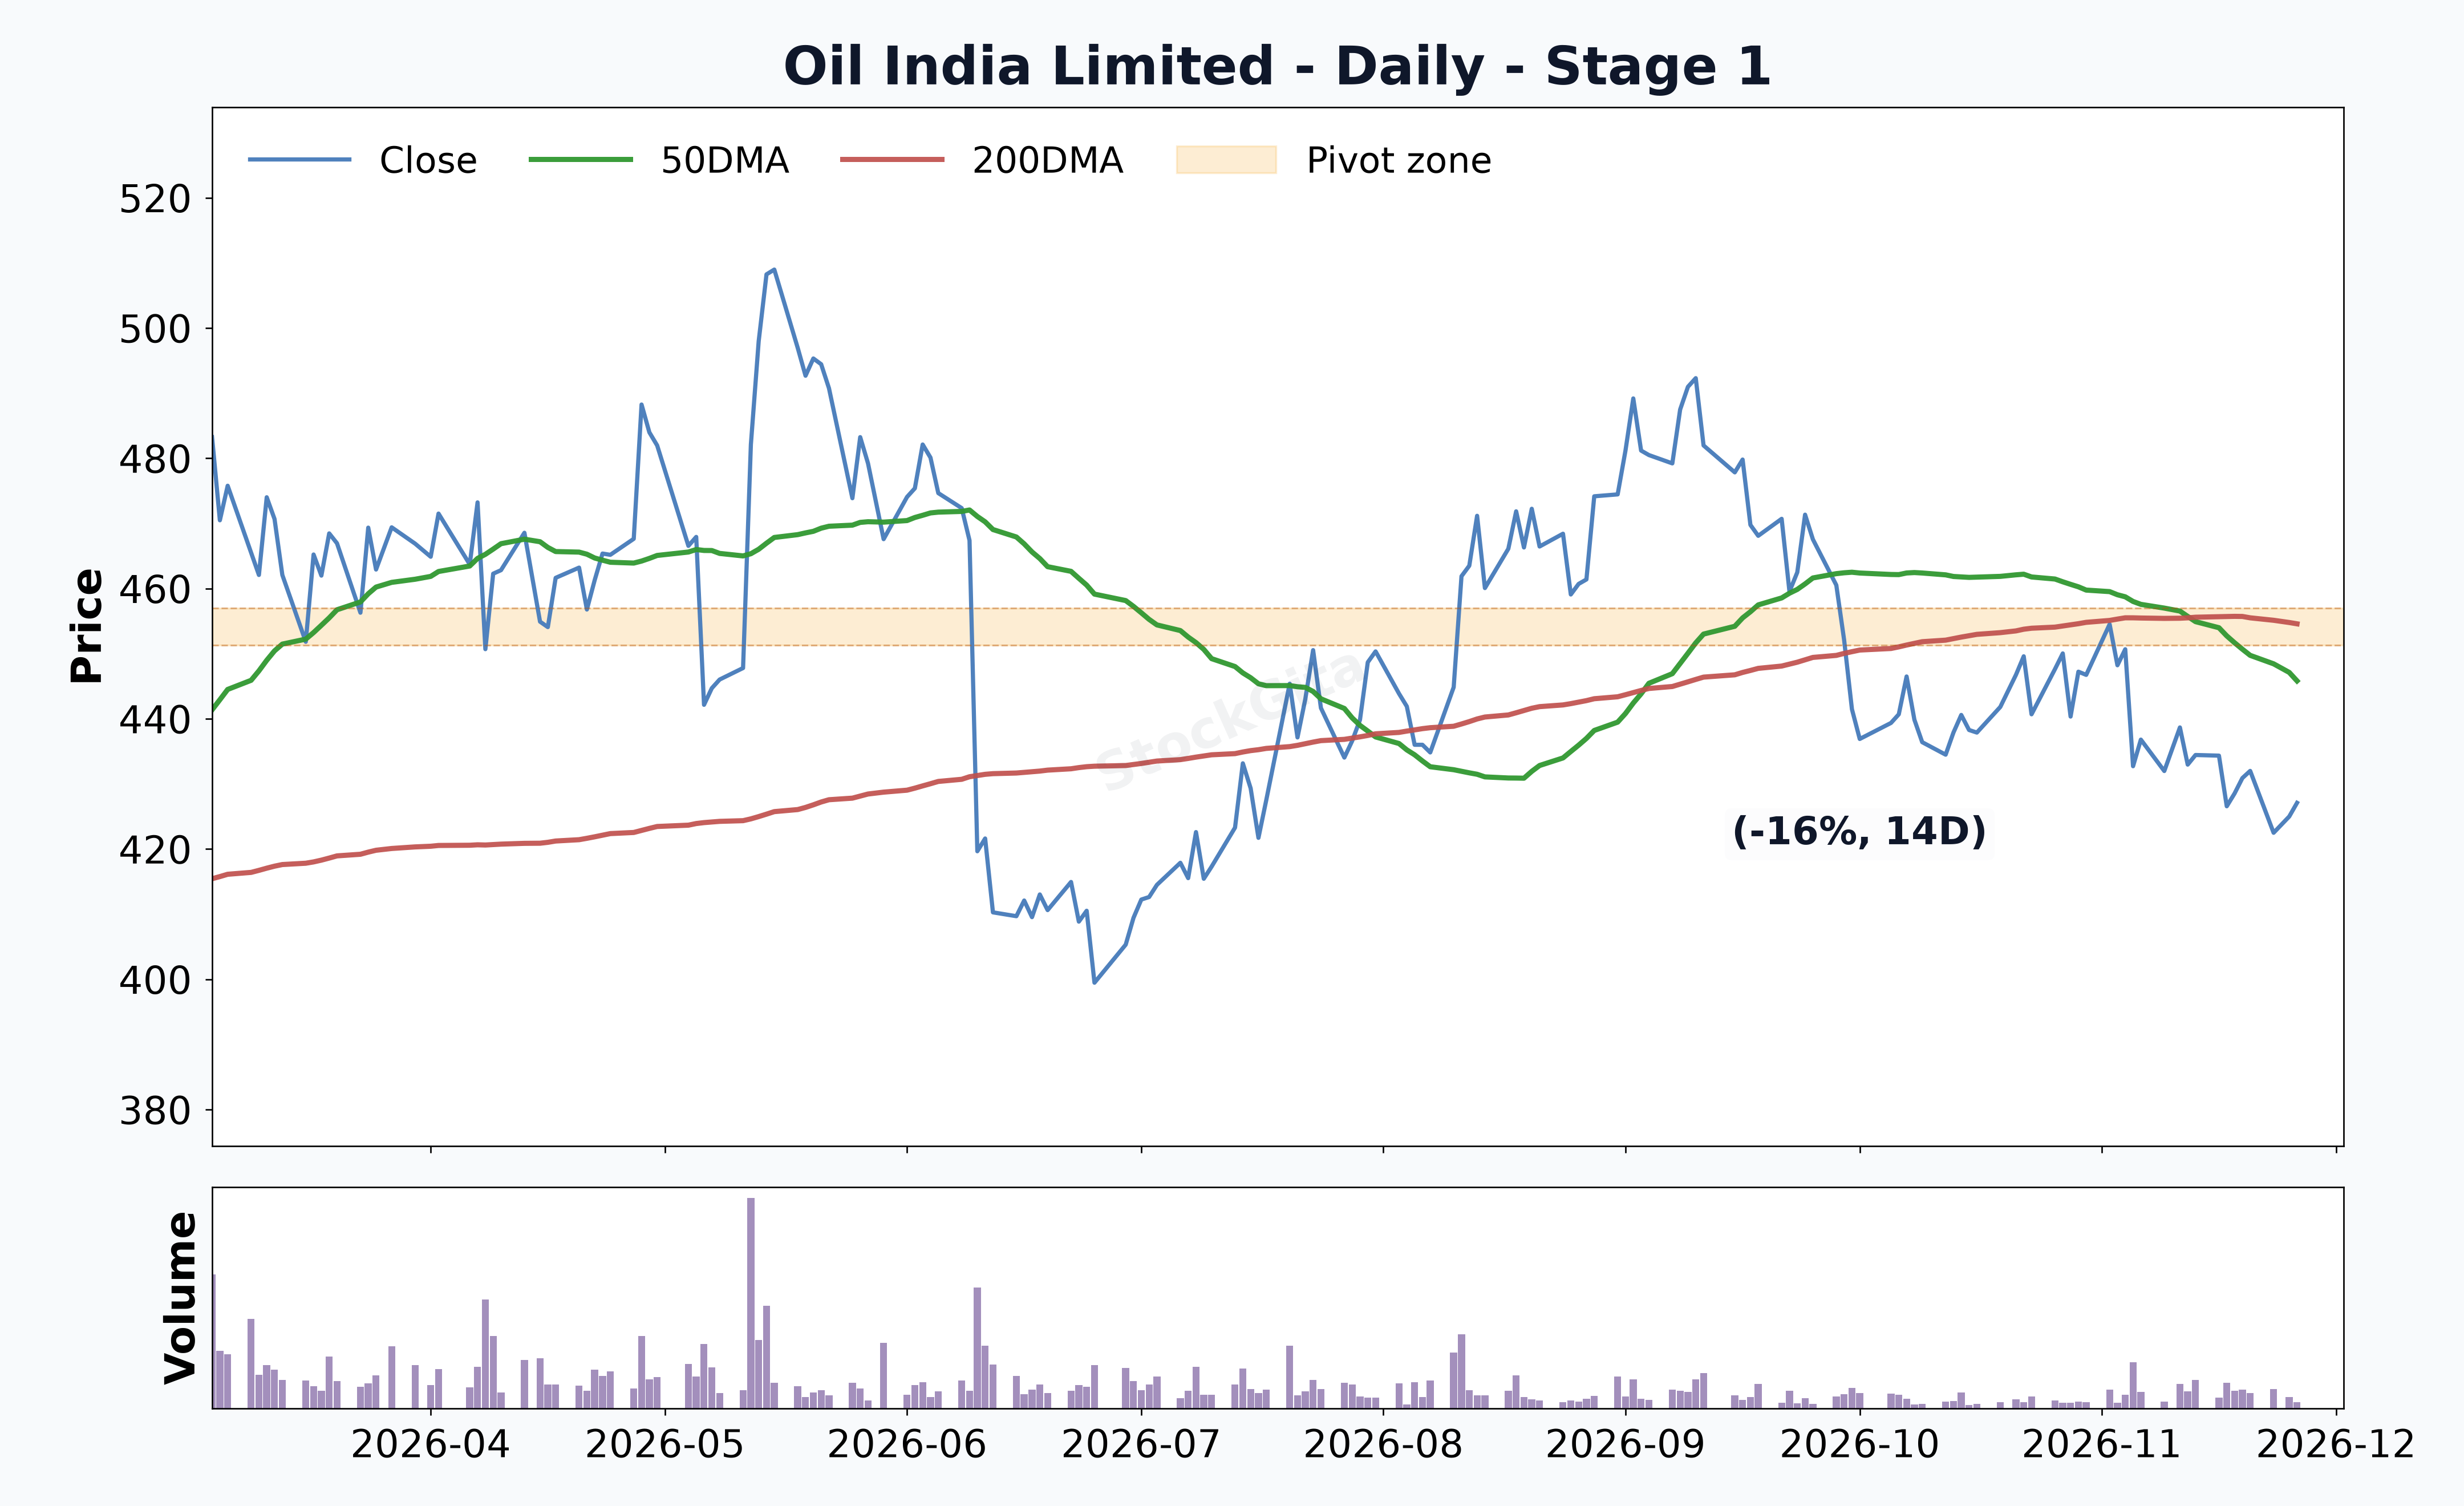 Oil India Limited - Daily - Stage 1
Close 50DMA 200DMA Pivot zone
520
500
480
460
440
420
400
380
Price
StockGita
(-16%, 14D)
Volume
2026-04 2026-05 2026-06 2026-07 2026-08 2026-09 2026-10 2026-11 2026-12